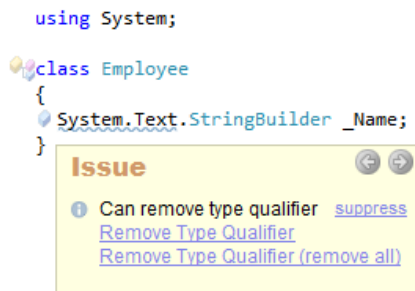 using System;
class Employee
{
System.Text.StringBuilder _Name;
}
Issue
Can remove type qualifier suppress
Remove Type Qualifier
Remove Type Qualifier (remove all)